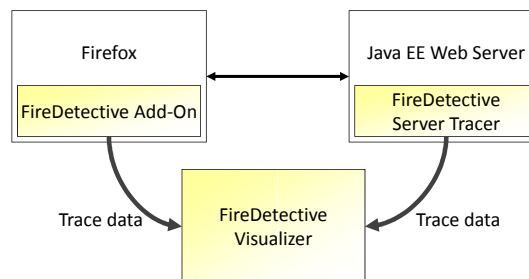 Firefox
Java EE Web Server
FireDetective Add-On
FireDetective
Server Tracer
Trace data
FireDetective
Visualizer
Trace data